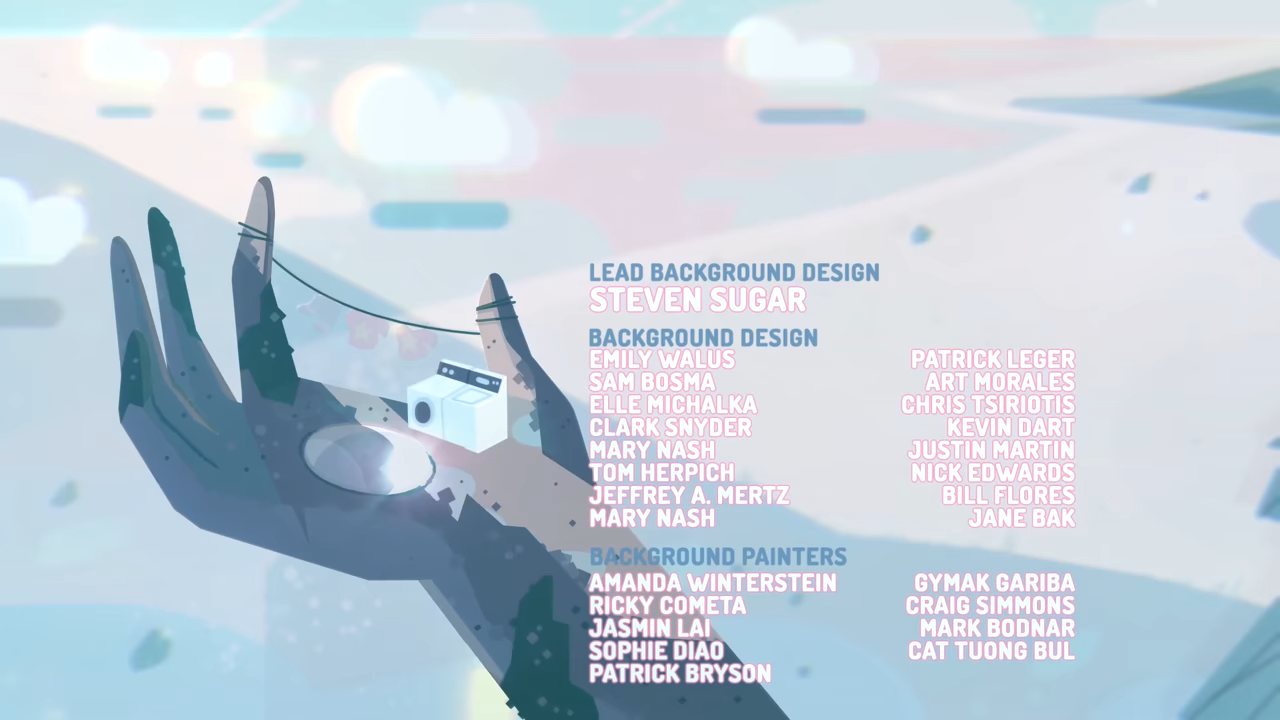 LEAD BACKGROUND DESIGN
STEVEN SUGAR
BACKGROUND DESIGN
EMILY WALUS PATRICK LEGER
SAM BOSMA ART MORALES
ELLE MICHALKA CHRIS TSIRIOTIS
CLARK SNYDER KEVIN DART
MARY NASH JUSTIN MARTIN
TOM HERPICH NICK EDWARDS
JEFFREY A. MERTZ BILL FLORES
MARY NASH JANE BAK
BACKGROUND PAINTERS
AMANDA WINTERSTEIN GYMAK GARIBA
RICKY COMETA CRAIG SIMMONS
JASMIN LAI MARK BODNAR
SOPHIE DIAO CAT TUONG BUL
PATRICK BRYSON